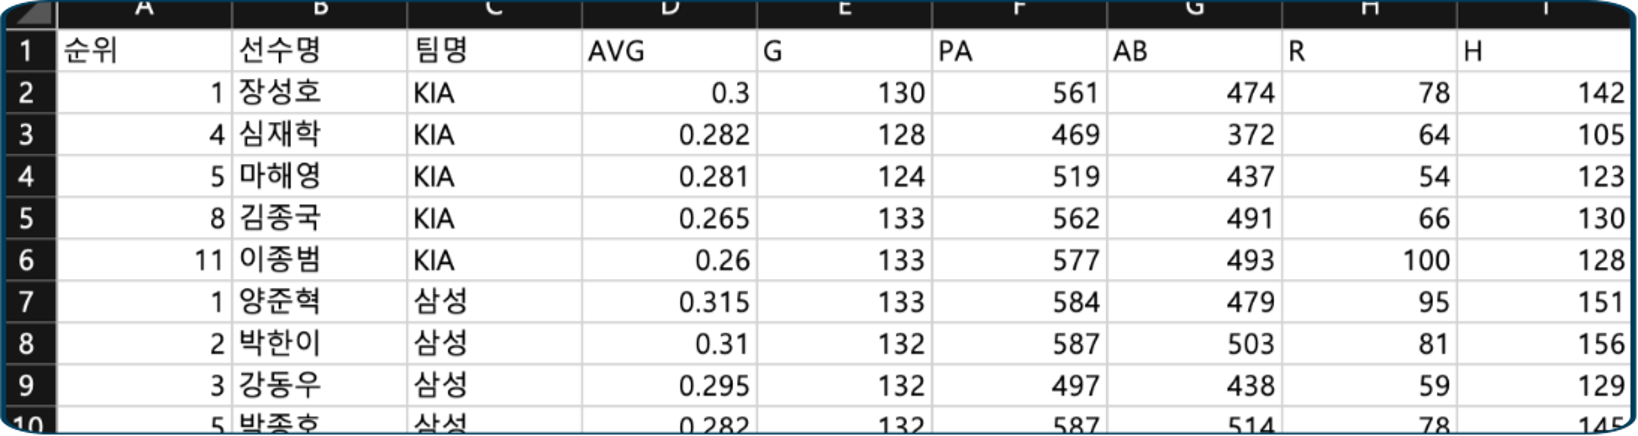 A B C D E F G H I
1 순위 선수명 팀명 AVG G PA AB R H
2 1 장성호 KIA 0.3 130 561 474 78 142
3 4 심재학 KIA 0.282 128 469 372 64 105
4 5 마해영 KIA 0.281 124 519 437 54 123
5 8 김종국 KIA 0.265 133 562 491 66 130
6 11 이종범 KIA 0.26 133 577 493 100 128
7 1 양준혁 삼성 0.315 133 584 479 95 151
8 2 박한이 삼성 0.31 132 587 503 81 156
9 3 강동우 삼성 0.295 132 497 438 59 129
10 5 박종호 삼성 0.282 132 587 514 78 145